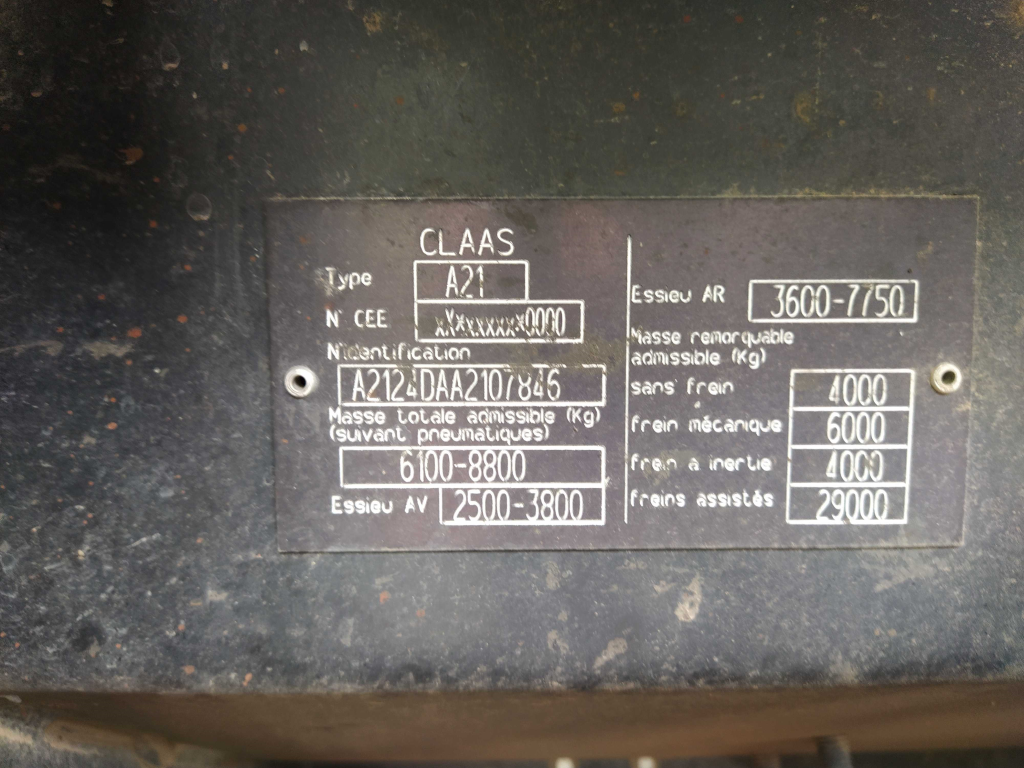 CLAAS
Type A21
N° CEE xXxxxxxx0000
N°identification
A2124DAA2107846
Masse totale admissible (Kg)
(suivant pneumatiques)
6100-8800
Essieu AV 2500-3800
Essieu AR 3600-7750
Masse remorquable
admissible (Kg)
sans frein 4000
frein mécanique 6000
frein à inertie 4000
freins assistés 29000